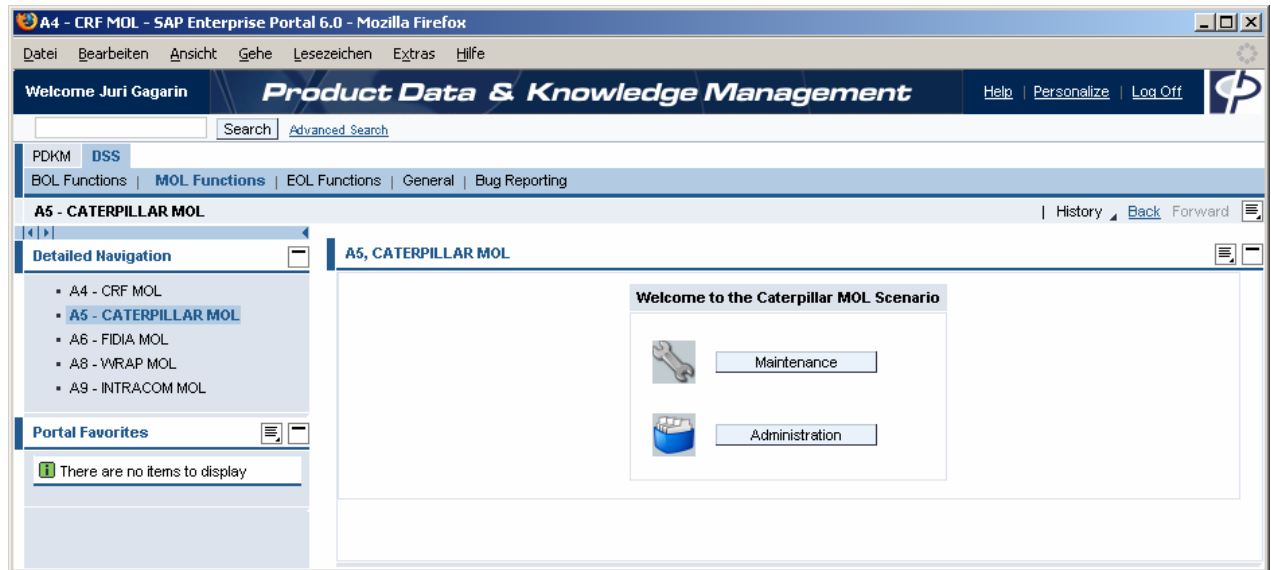 A4 - CRF MOL - SAP Enterprise Portal 6.0 - Mozilla Firefox
Datei Bearbeiten Ansicht Gehe Lesezeichen Extras Hilfe
Welcome Juri Gagarin Product Data & Knowledge Management Help | Personalize | Log Off
Search Advanced Search
PDKM DSS
BOL Functions | MOL Functions | EOL Functions | General | Bug Reporting
A5 - CATERPILLAR MOL | History Back Forward
Detailed Navigation
A5, CATERPILLAR MOL
▪ A4 - CRF MOL
▪ A5 - CATERPILLAR MOL
▪ A6 - FIDIA MOL
▪ A8 - WRAP MOL
▪ A9 - INTRACOM MOL
Portal Favorites
There are no items to display
Welcome to the Caterpillar MOL Scenario
Maintenance
Administration